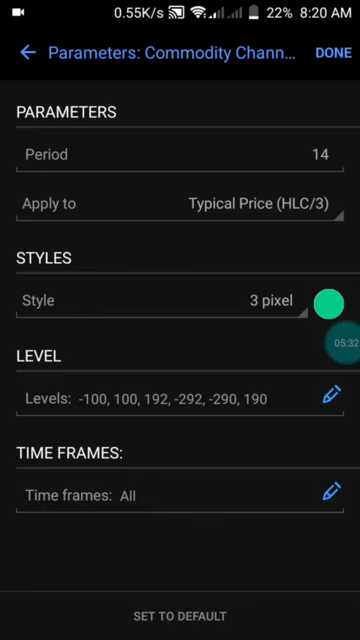 0.55K/s 22% 8:20 AM
Parameters: Commodity Chann... DONE
PARAMETERS
Period 14
Apply to Typical Price (HLC/3)
STYLES
Style 3 pixel
05:32
LEVEL
Levels: -100, 100, 192, -292, -290, 190
TIME FRAMES:
Time frames: All
SET TO DEFAULT